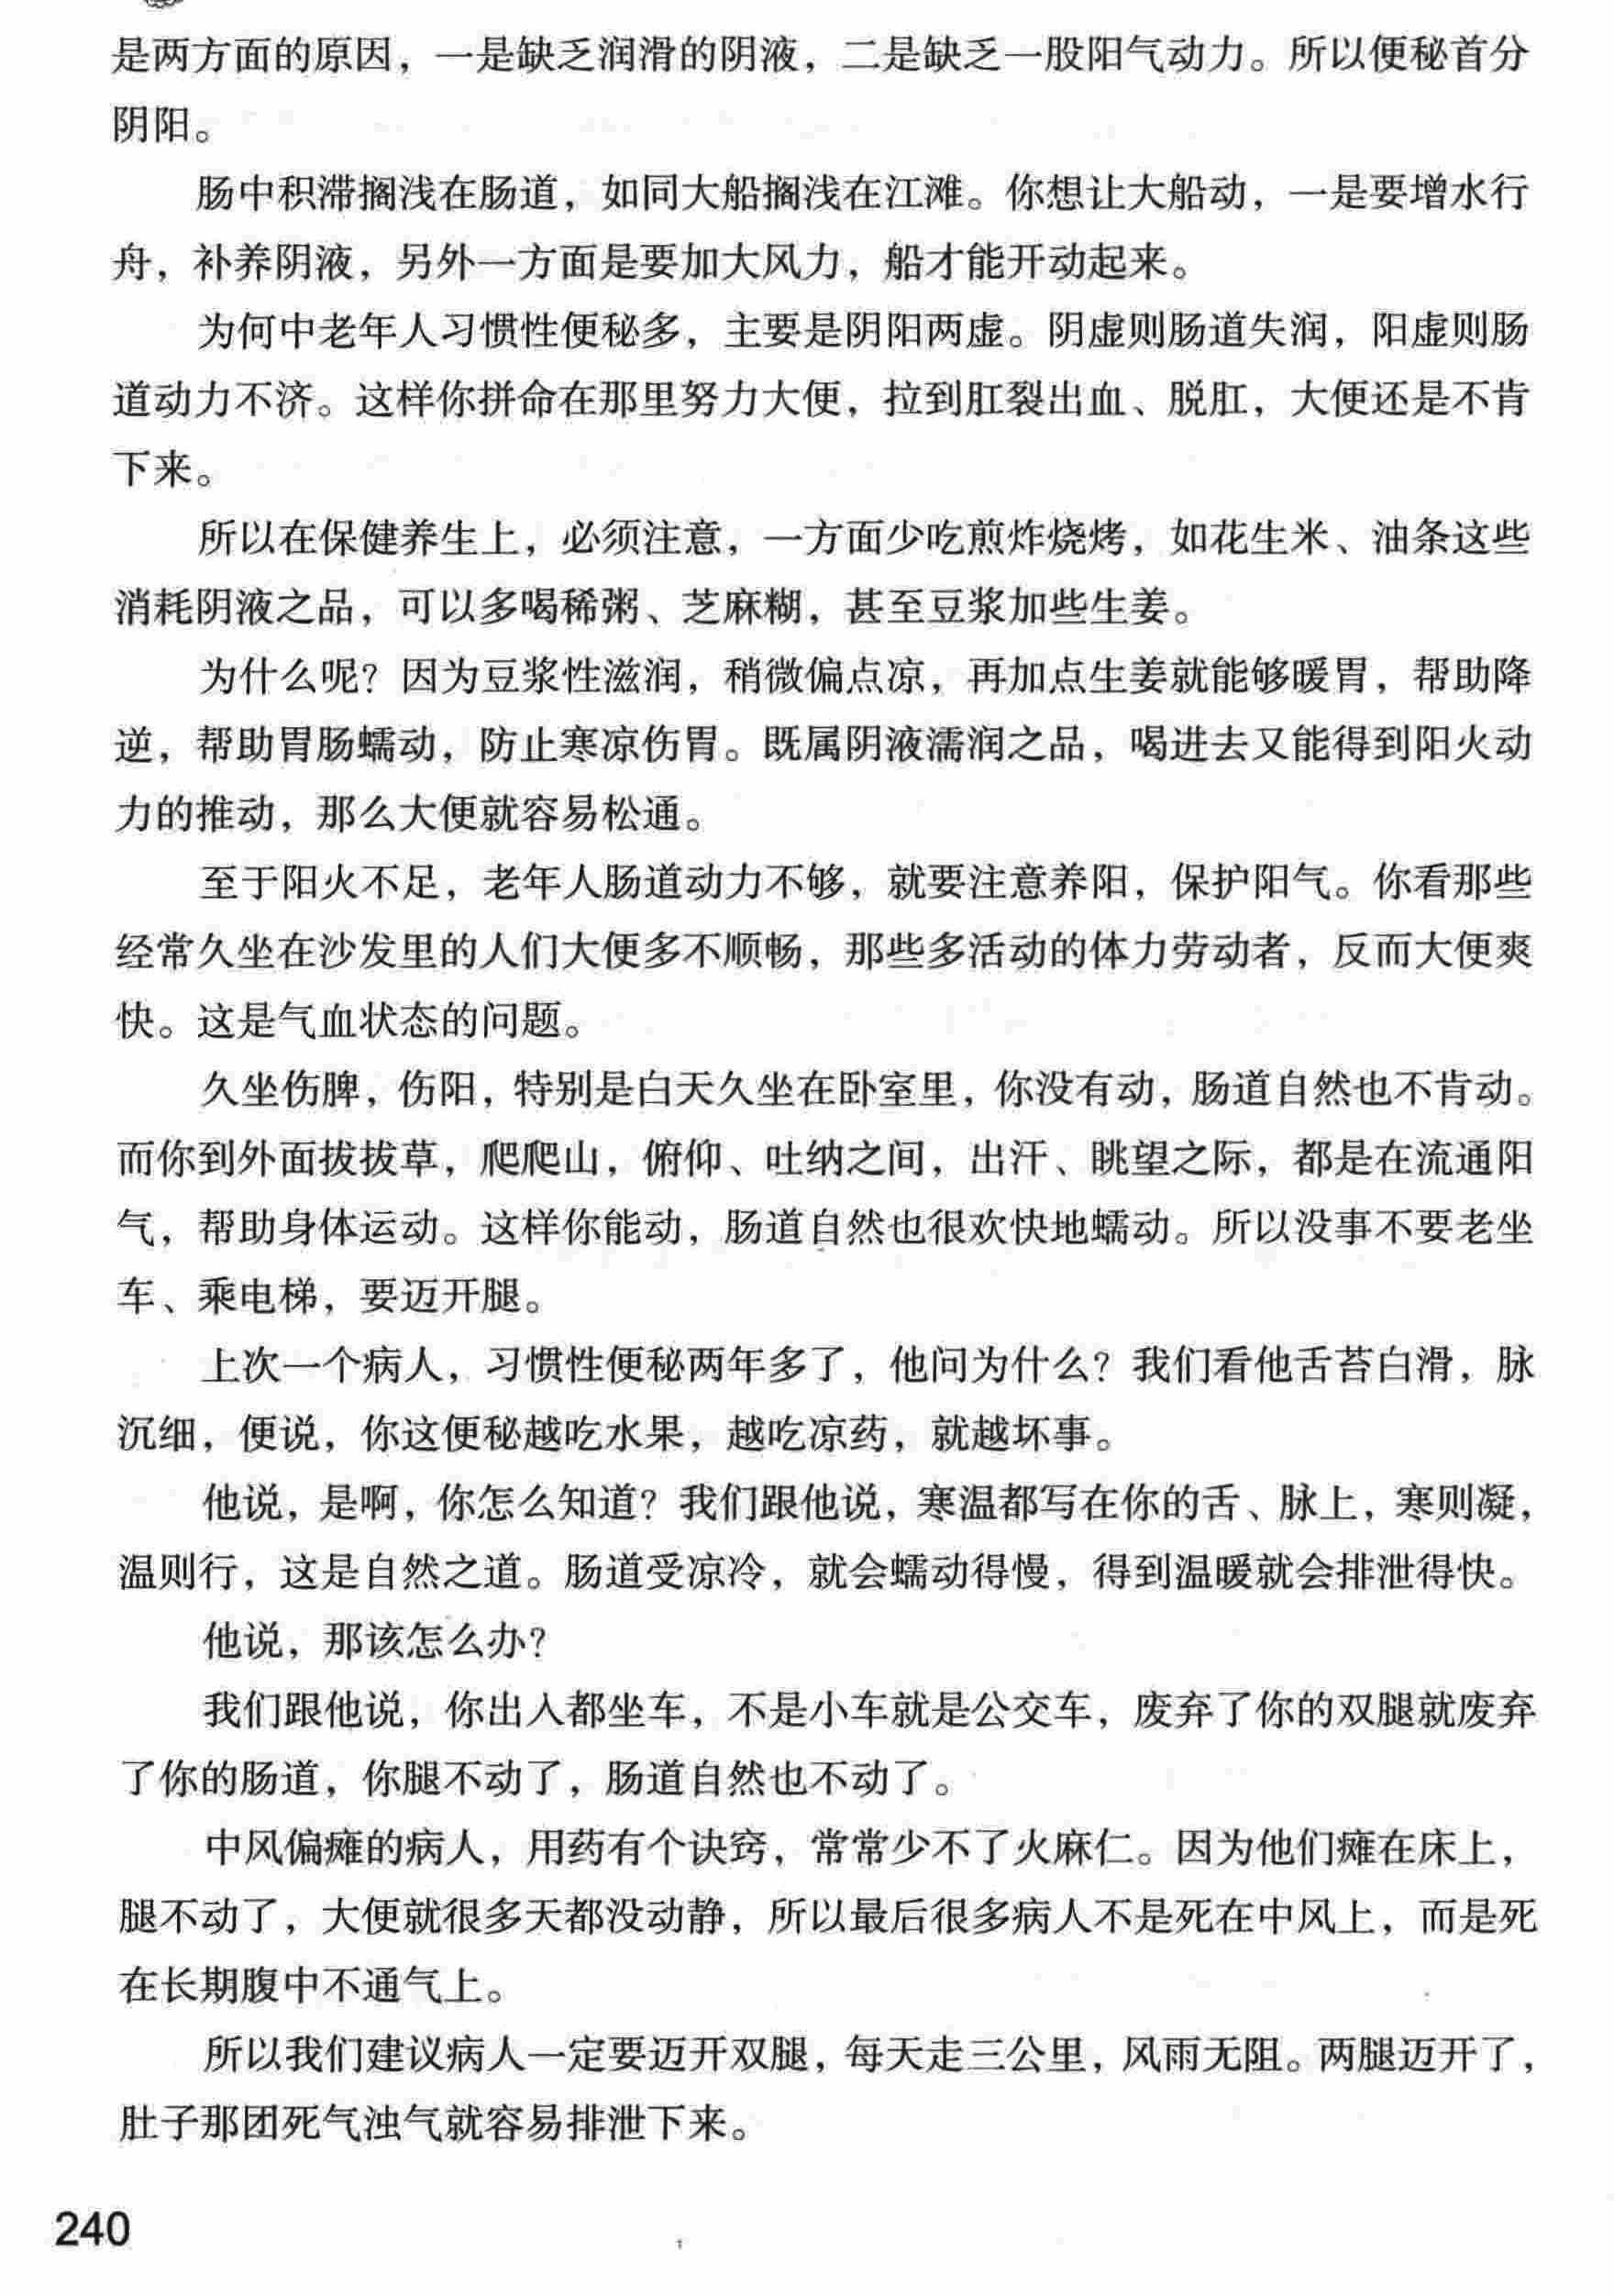 是两方面的原因，一是缺乏润滑的阴液，二是缺乏一股阳气动力。所以便秘首分
阴阳。
肠中积滞搁浅在肠道，如同大船搁浅在江滩。你想让大船动，一是要增水行
舟，补养阴液，另外一方面是要加大风力，船才能开动起来。
为何中老年人习惯性便秘多，主要是阴阳两虚。阴虚则肠道失润，阳虚则肠
道动力不济。这样你拼命在那里努力大便，拉到肛裂出血、脱肛，大便还是不肯
下来。
所以在保健养生上，必须注意，一方面少吃煎炸烧烤，如花生米、油条这些
消耗阴液之品，可以多喝稀粥、芝麻糊，甚至豆浆加些生姜。
为什么呢？因为豆浆性滋润，稍微偏点凉，再加点生姜就能够暖胃，帮助降
逆，帮助胃肠蠕动，防止寒凉伤胃。既属阴液濡润之品，喝进去又能得到阳火动
力的推动，那么大便就容易松通。
至于阳火不足，老年人肠道动力不够，就要注意养阳，保护阳气。你看那些
经常久坐在沙发里的人们大便多不顺畅，那些多活动的体力劳动者，反而大便爽
快。这是气血状态的问题。
久坐伤脾，伤阳，特别是白天久坐在卧室里，你没有动，肠道自然也不肯动。
而你到外面拔拔草，爬爬山，俯仰、吐纳之间，出汗、眺望之际，都是在流通阳
气，帮助身体运动。这样你能动，肠道自然也很欢快地蠕动。所以没事不要老坐
车、乘电梯，要迈开腿。
上次一个病人，习惯性便秘两年多了，他问为什么？我们看他舌苔白滑，脉
沉细，便说，你这便秘越吃水果，越吃凉药，就越坏事。
他说，是啊，你怎么知道？我们跟他说，寒温都写在你的舌、脉上，寒则凝，
温则行，这是自然之道。肠道受凉冷，就会蠕动得慢，得到温暖就会排泄得快。
他说，那该怎么办？
我们跟他说，你出入都坐车，不是小车就是公交车，废弃了你的双腿就废弃
了你的肠道，你腿不动了，肠道自然也不动了。
中风偏瘫的病人，用药有个诀窍，常常少不了火麻仁。因为他们瘫在床上，
腿不动了，大便就很多天都没动静，所以最后很多病人不是死在中风上，而是死
在长期腹中不通气上。
所以我们建议病人一定要迈开双腿，每天走三公里，风雨无阻。两腿迈开了，
肚子那团死气浊气就容易排泄下来。
240